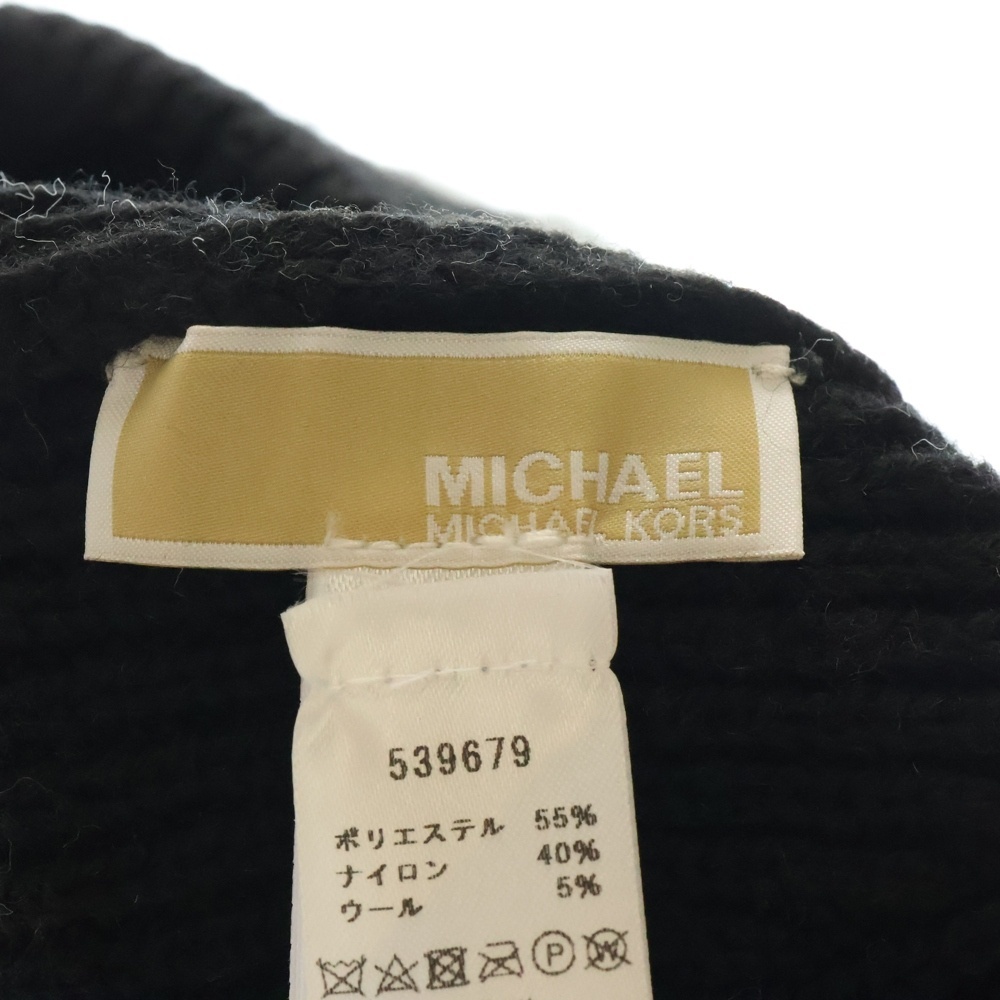 MICHAEL
MICHAEL KORS
539679
ポリエステル 55%
ナイロン 40%
ウール 5%
P W